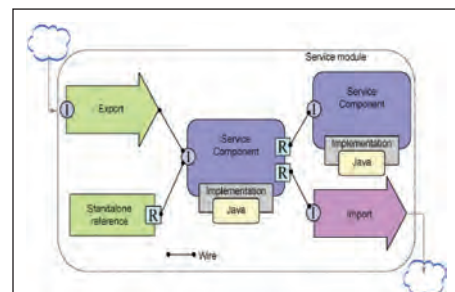 Service module
Export
I
I
Service
Component
R
R
Implementation
Java
Service
Component
I
Implementation
Java
Standalone
reference
R
I
Import
Wire